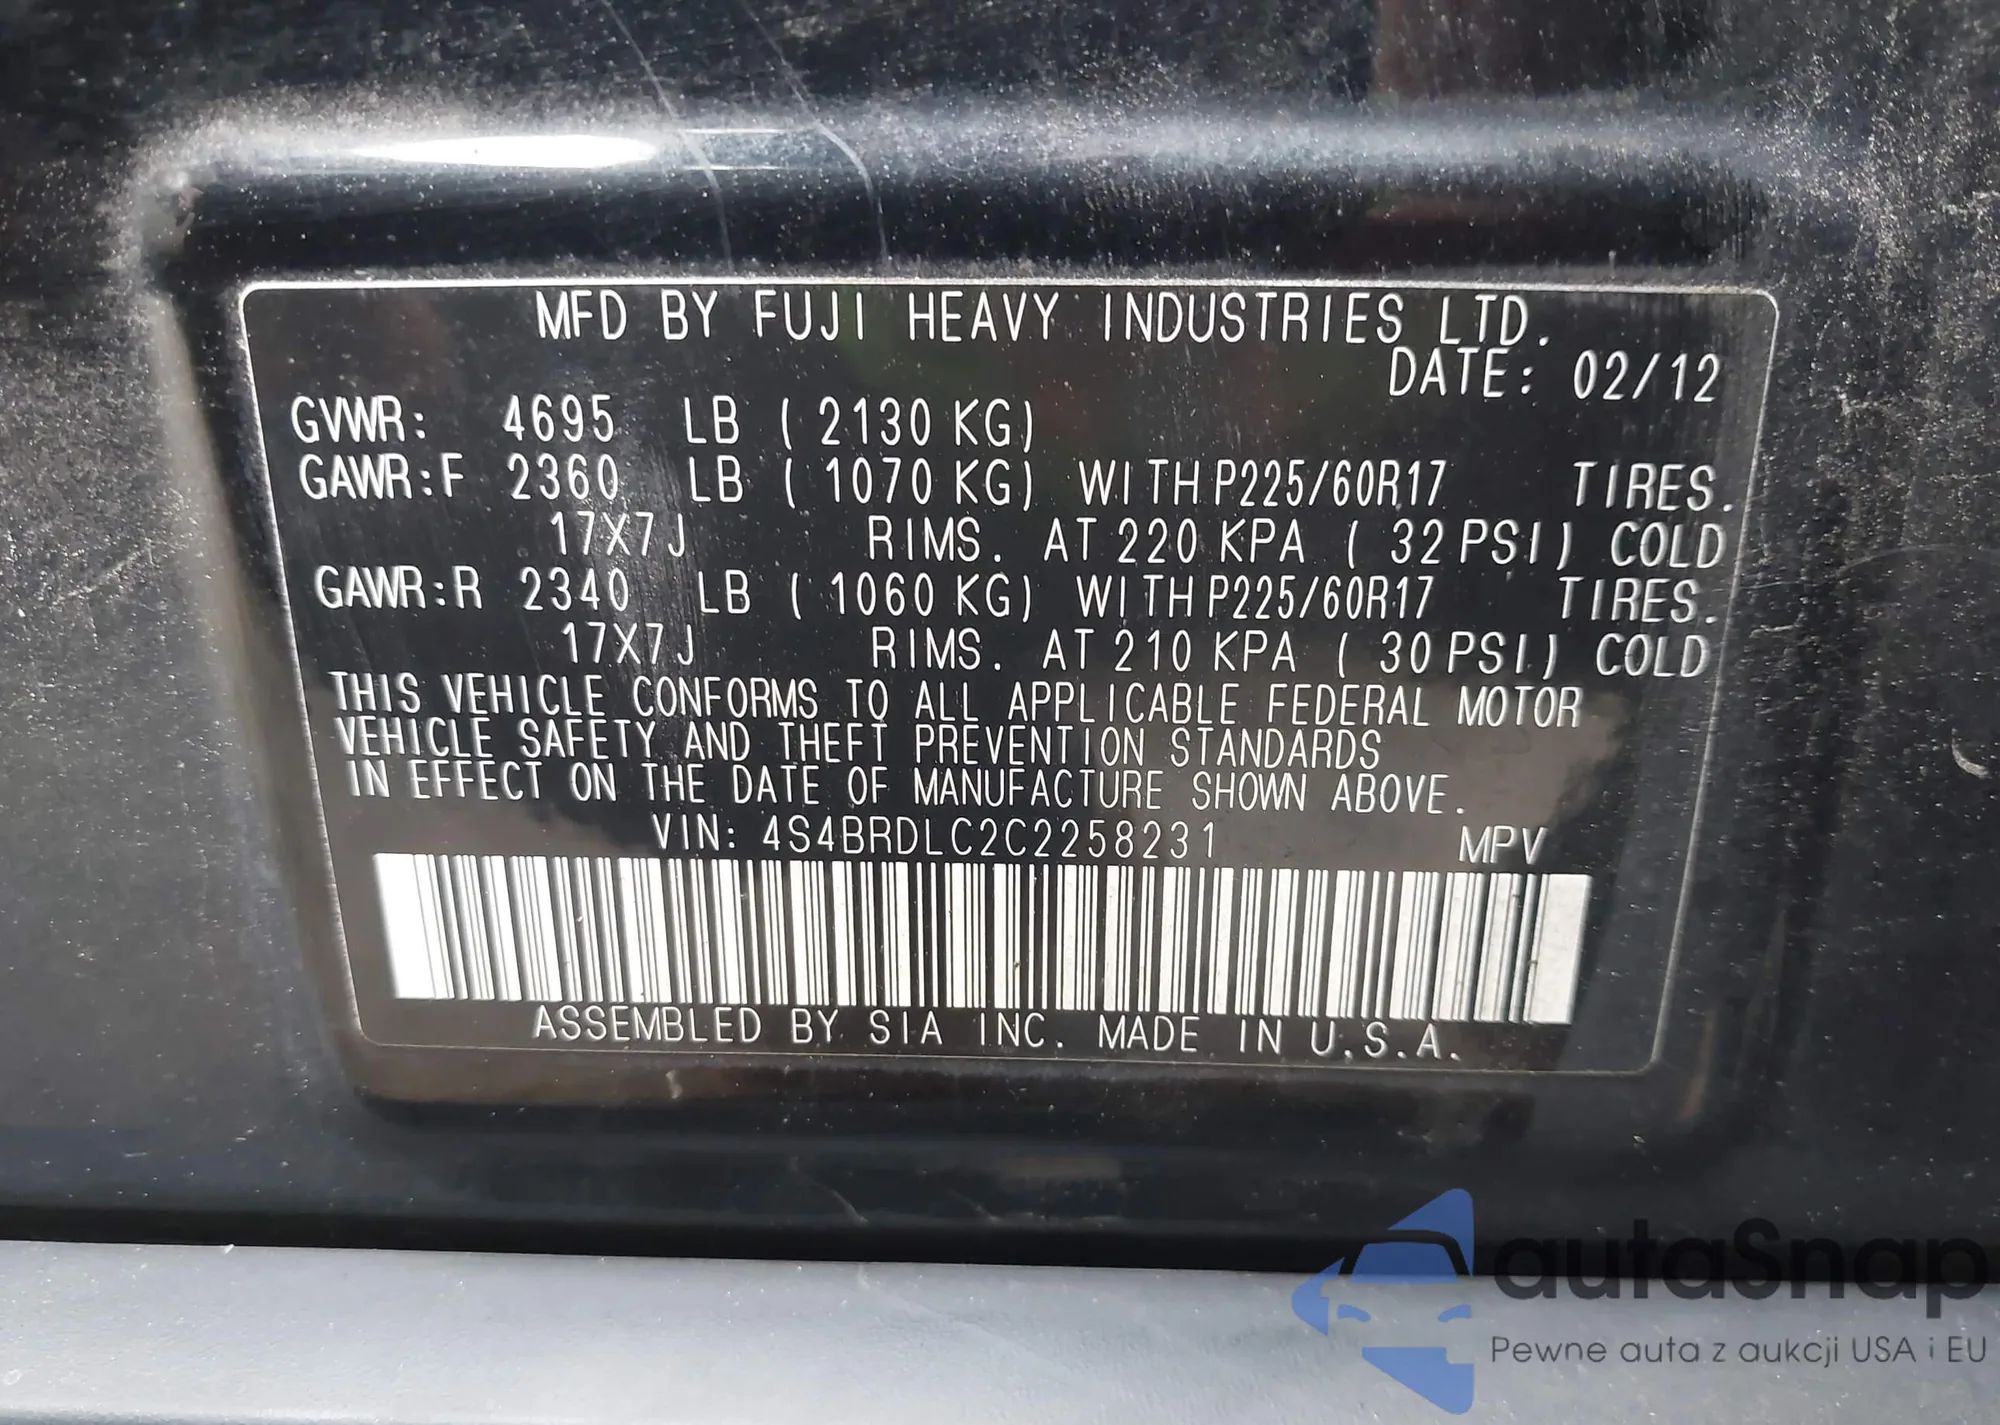 MFD BY FUJI HEAVY INDUSTRIES LTD.
DATE: 02/12
GVWR: 4695 LB (2130 KG)
GAWR:F 2360 LB (1070 KG) WITH P225/60R17 TIRES.
17X7J RIMS. AT 220 KPA (32 PSI) COLD
GAWR:R 2340 LB (1060 KG) WITH P225/60R17 TIRES.
17X7J RIMS. AT 210 KPA (30 PSI) COLD
THIS VEHICLE CONFORMS TO ALL APPLICABLE FEDERAL MOTOR
VEHICLE SAFETY AND THEFT PREVENTION STANDARDS
IN EFFECT ON THE DATE OF MANUFACTURE SHOWN ABOVE.
VIN: 4S4BRDLC2C2258231 MPV
ASSEMBLED BY SIA INC. MADE IN U.S.A.
autaSnap
Pewne auta z aukcji USA i EU